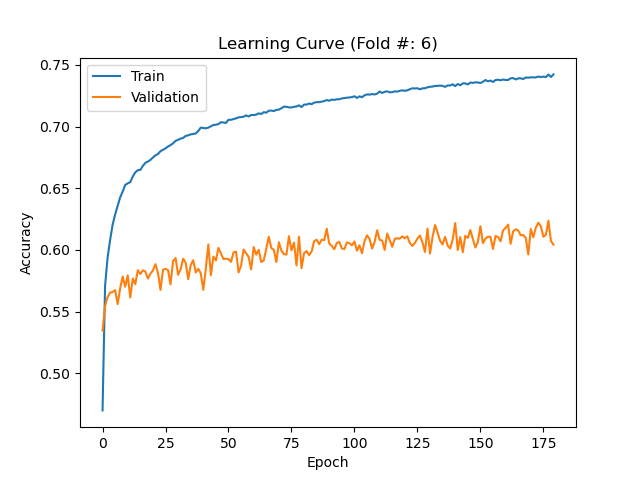 Learning Curve (Fold #: 6)
Train
Validation
Accuracy
0.75
0.70
0.65
0.60
0.55
0.50
0 25 50 75 100 125 150 175
Epoch